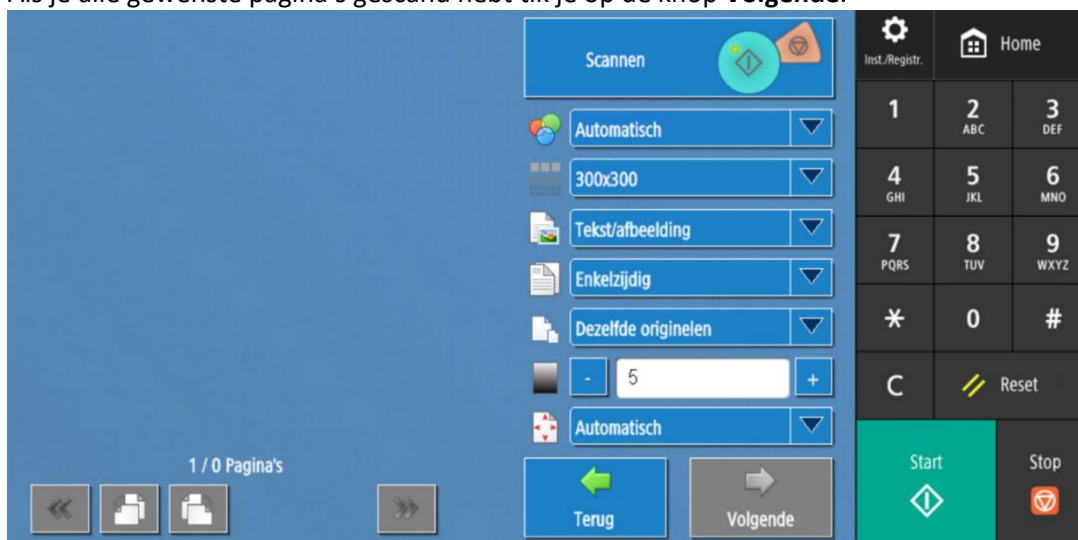 Als je alle gewenste pagina's gescand hebt tik je op de knop Volgende.
Scannen
Automatisch
300x300
Tekst/afbeelding
Enkelzijdig
Dezelfde originelen
- 5 +
Automatisch
1 / 0 Pagina's
Terug
Volgende
Inst./Registr.
Home
1
2
ABC
3
DEF
4
GHI
5
JKL
6
MNO
7
PQRS
8
TUV
9
WXYZ
*
0
#
C
Reset
Start
Stop